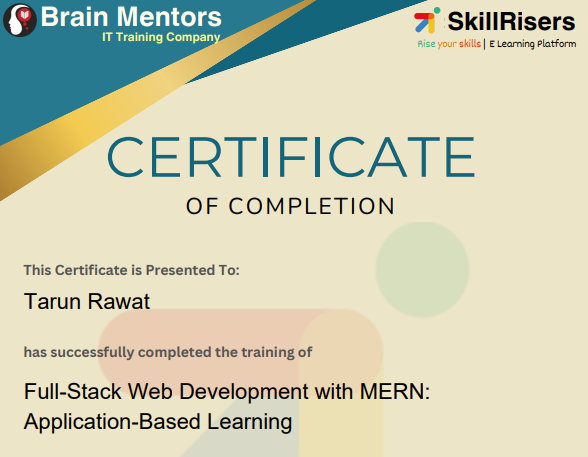 Brain Mentors
IT Training Company
SkillRisers
Rise your skills | E Learning Platform
CERTIFICATE
OF COMPLETION
This Certificate is Presented To:
Tarun Rawat
has successfully completed the training of
Full-Stack Web Development with MERN:
Application-Based Learning